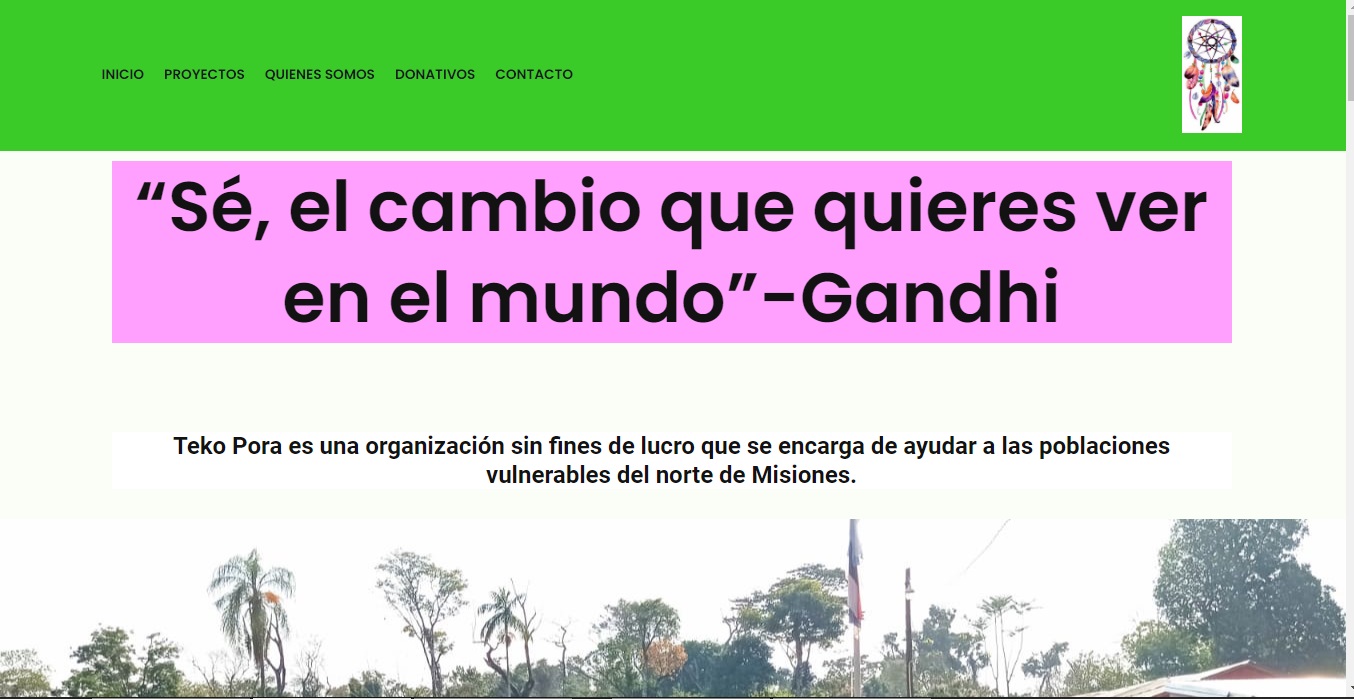 INICIO PROYECTOS QUIENES SOMOS DONATIVOS CONTACTO
“Sé, el cambio que quieres ver
en el mundo”-Gandhi
Teko Pora es una organización sin fines de lucro que se encarga de ayudar a las poblaciones
vulnerables del norte de Misiones.